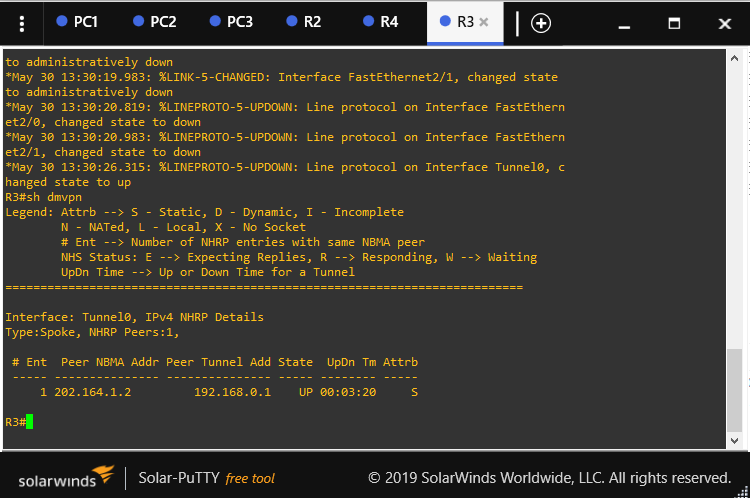 PC1 PC2 PC3 R2 R4 R3
to administratively down
*May 30 13:30:19.983: %LINK-5-CHANGED: Interface FastEthernet2/1, changed state
to administratively down
*May 30 13:30:20.819: %LINEPROTO-5-UPDOWN: Line protocol on Interface FastEthern
et2/0, changed state to down
*May 30 13:30:20.983: %LINEPROTO-5-UPDOWN: Line protocol on Interface FastEthern
et2/1, changed state to down
*May 30 13:30:26.315: %LINEPROTO-5-UPDOWN: Line protocol on Interface Tunnel0, c
hanged state to up
R3#sh dmvpn
Legend: Attrb --> S - Static, D - Dynamic, I - Incomplete
        N - NATed, L - Local, X - No Socket
        # Ent --> Number of NHRP entries with same NBMA peer
        NHS Status: E --> Expecting Replies, R --> Responding, W --> Waiting
        UpDn Time --> Up or Down Time for a Tunnel
==========================================================================
Interface: Tunnel0, IPv4 NHRP Details
Type:Spoke, NHRP Peers:1,
 # Ent  Peer NBMA Addr Peer Tunnel Add State  UpDn Tm Attrb
 ----- --------------- --------------- ----- -------- -----
     1 202.164.1.2         192.168.0.1    UP 00:03:20     S
R3#
solarwinds Solar-PuTTY free tool © 2019 SolarWinds Worldwide, LLC. All rights reserved.